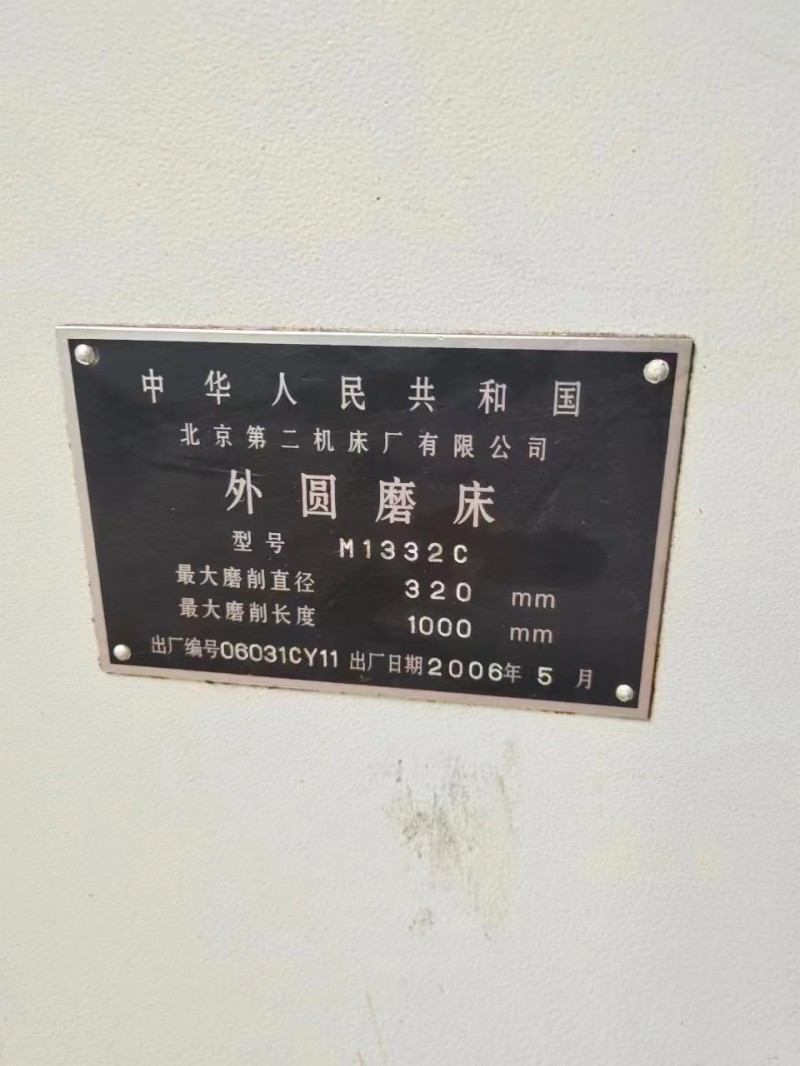 中华人民共和国
北京第二机床厂有限公司
外圆磨床
型号 M1332C
最大磨削直径 320 mm
最大磨削长度 1000 mm
出厂编号06031CY11 出厂日期2006年5月